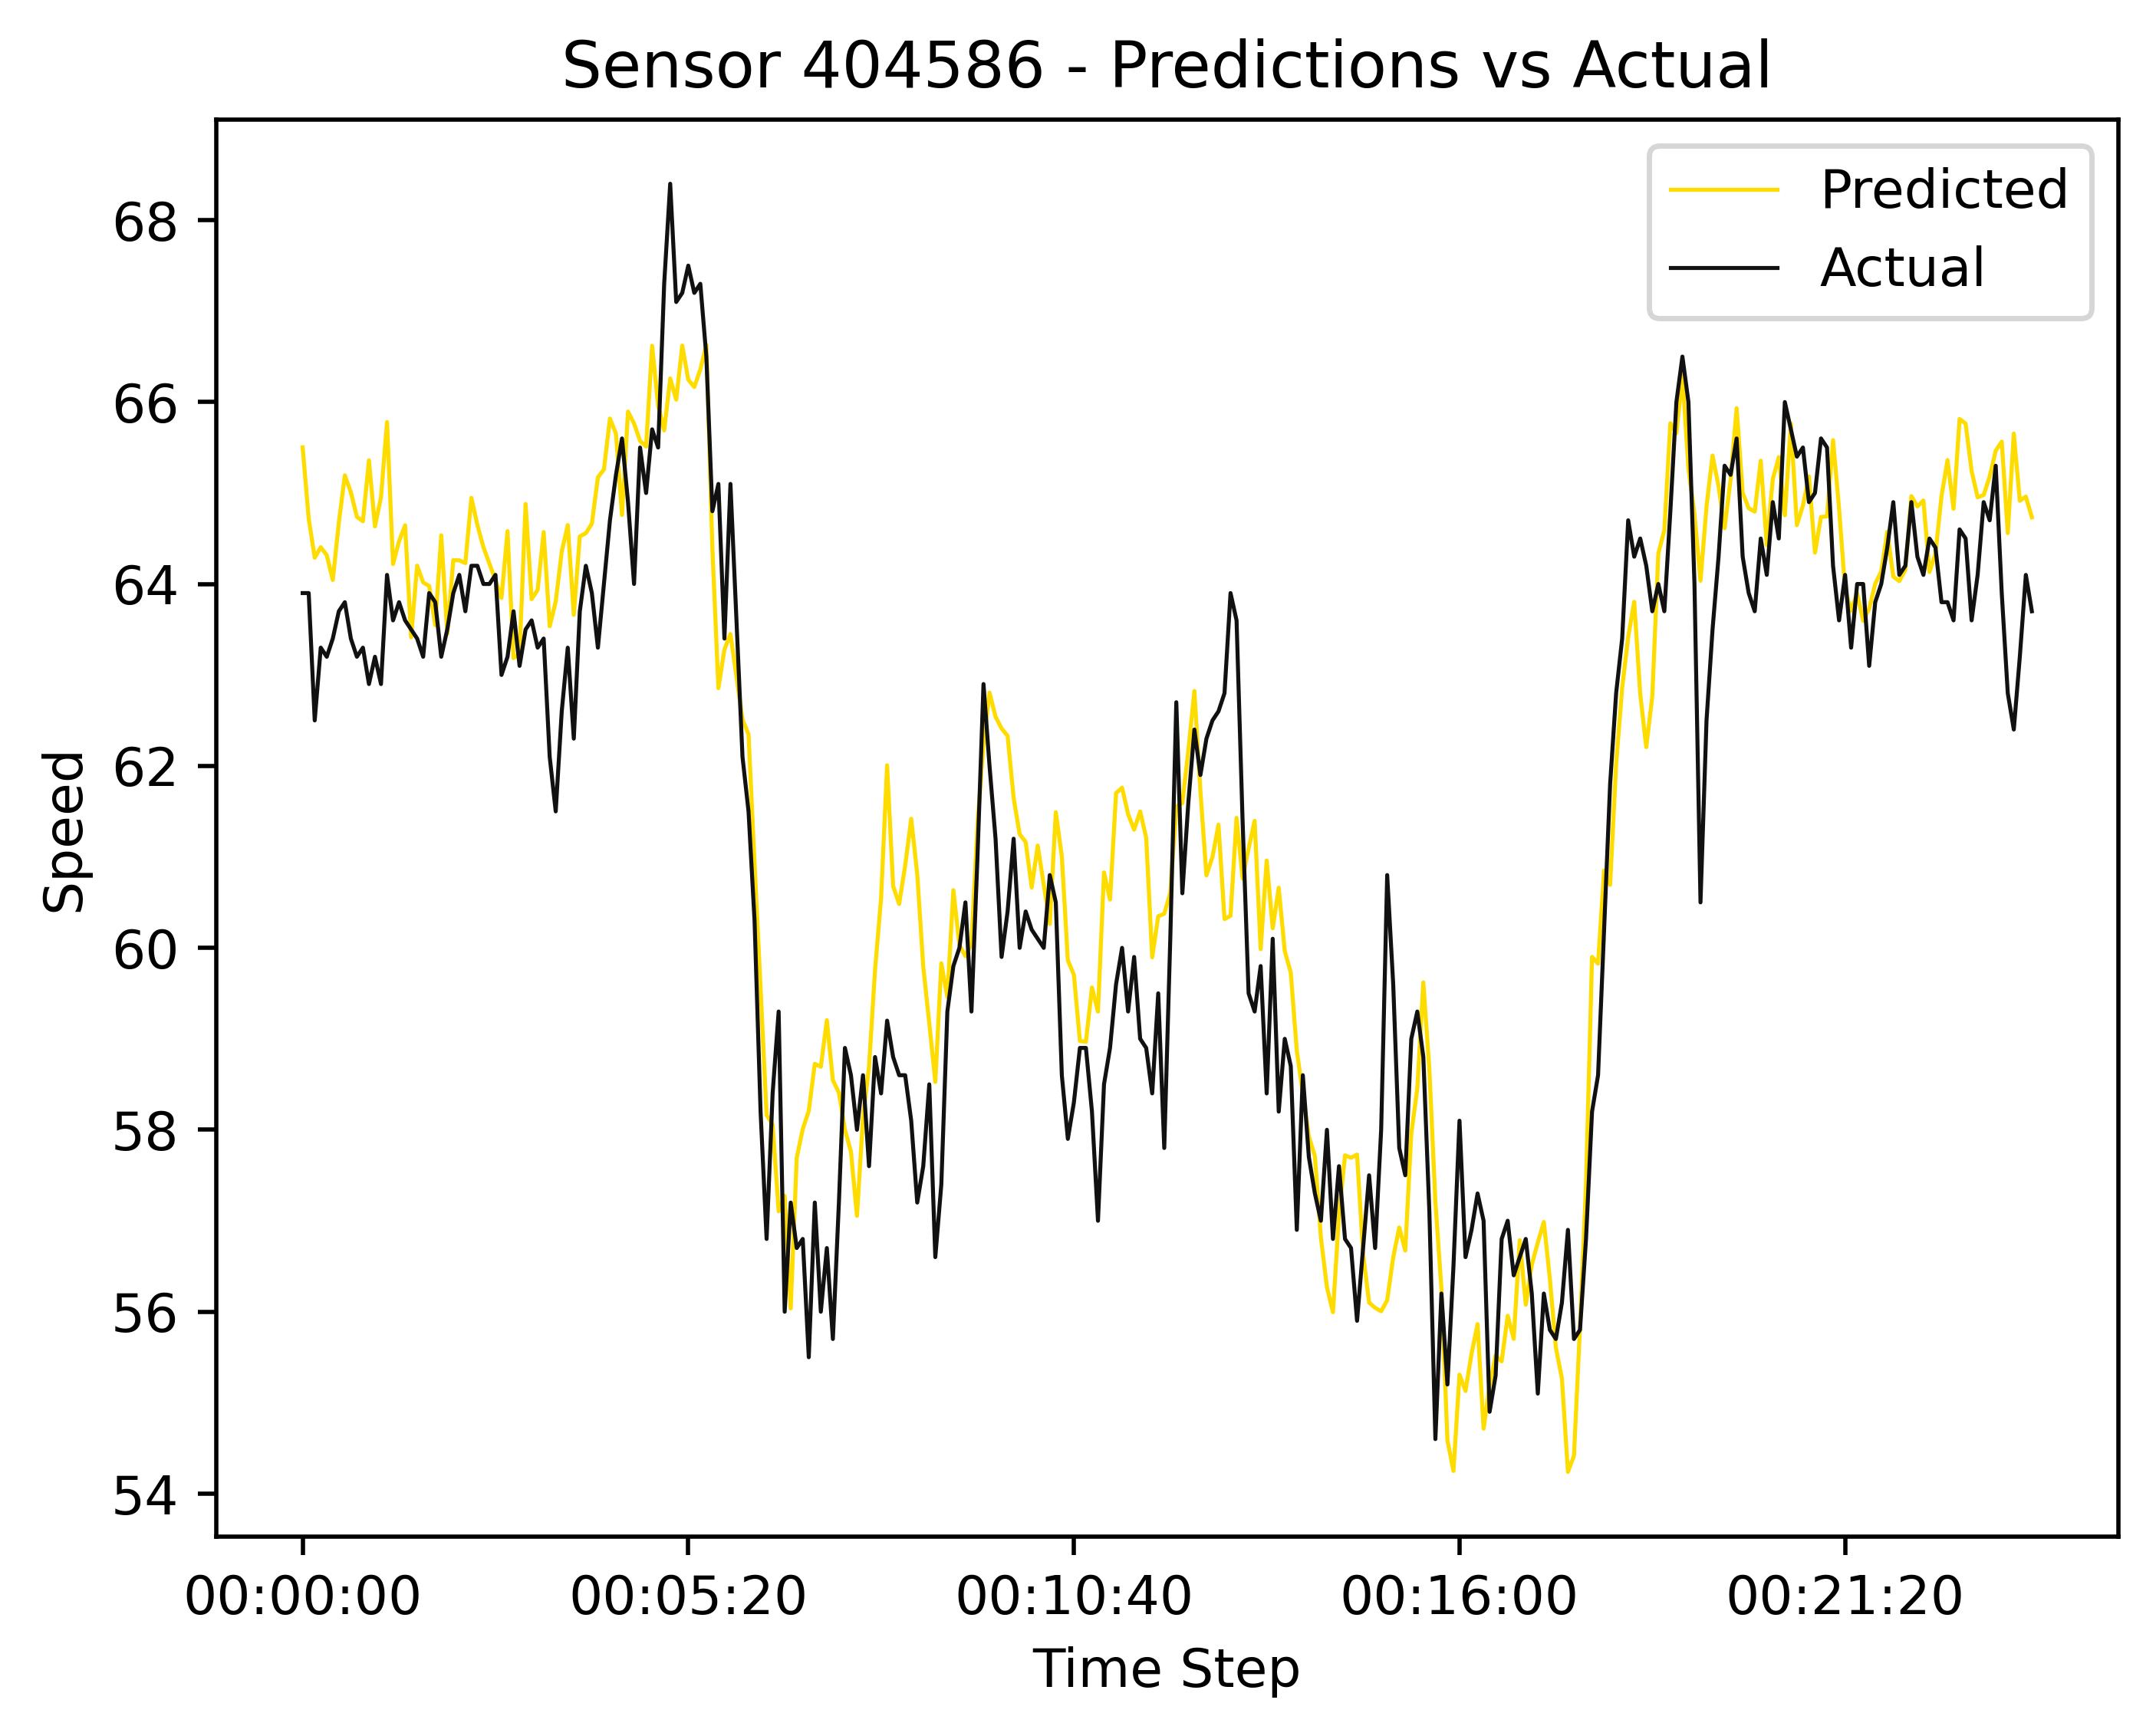 Sensor 404586 - Predictions vs Actual
Predicted
Actual
68
66
64
62
60
58
56
54
Speed
00:00:00 00:05:20 00:10:40 00:16:00 00:21:20
Time Step